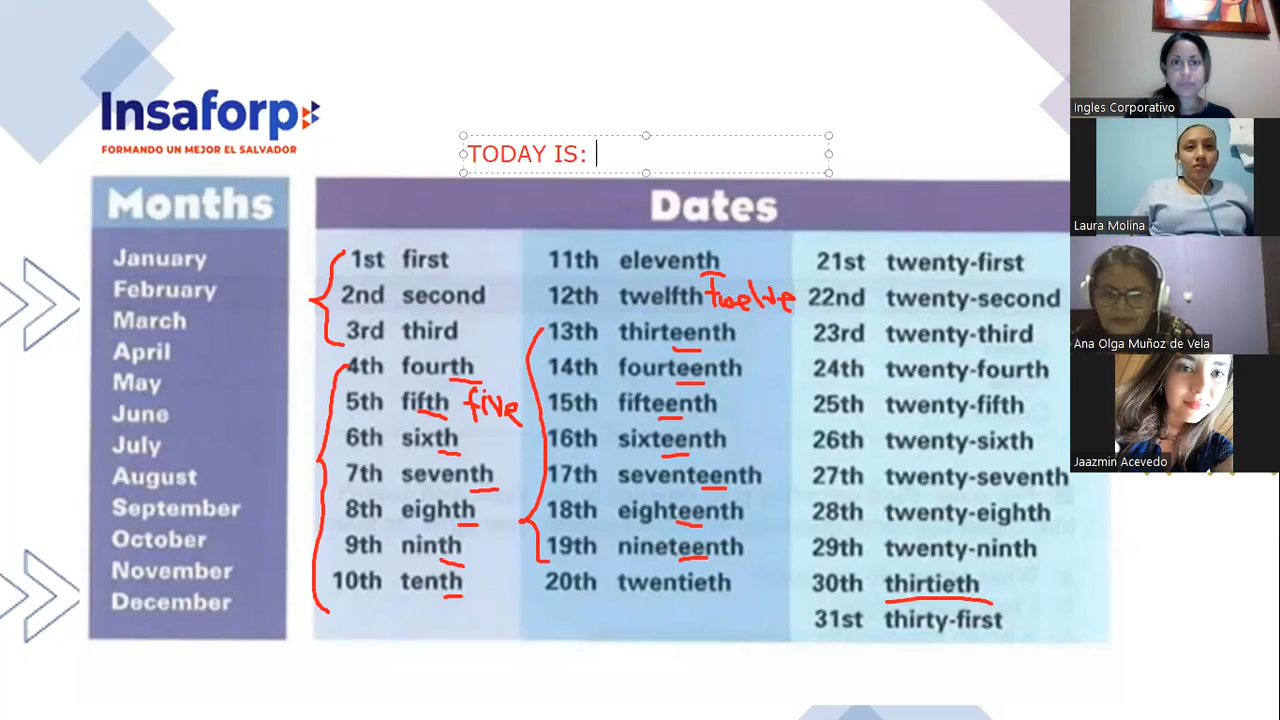 Insaforp
FORMANDO UN MEJOR EL SALVADOR
TODAY IS:
Months
January
February
March
April
May
June
July
August
September
October
November
December
Dates
1st first
2nd second
3rd third
4th fourth
5th fifth five
6th sixth
7th seventh
8th eighth
9th ninth
10th tenth
11th eleventh
12th twelfth twelve
13th thirteenth
14th fourteenth
15th fifteenth
16th sixteenth
17th seventeenth
18th eighteenth
19th nineteenth
20th twentieth
21st twenty-first
22nd twenty-second
23rd twenty-third
24th twenty-fourth
25th twenty-fifth
26th twenty-sixth
27th twenty-seventh
28th twenty-eighth
29th twenty-ninth
30th thirtieth
31st thirty-first
Ingles Corporativo
Laura Molina
Ana Olga Muñoz de Vela
Jaazmin Acevedo